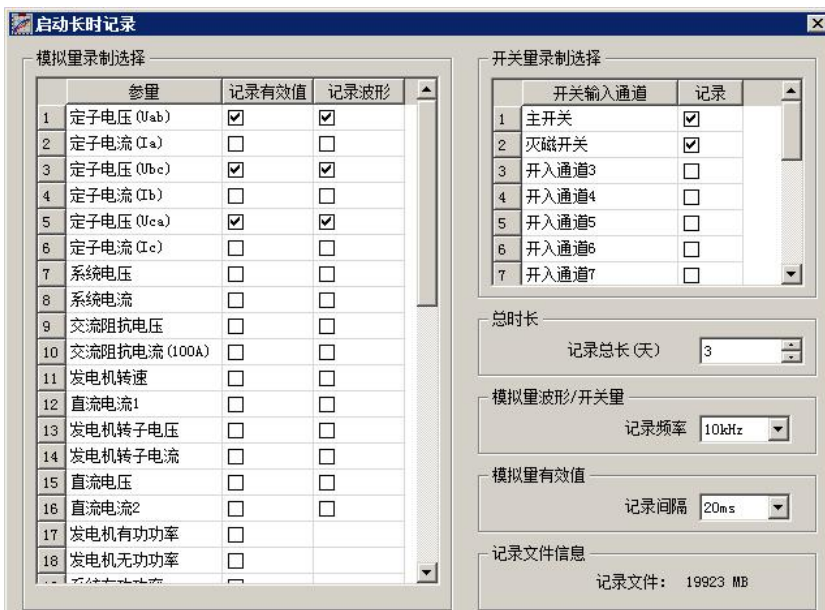 启动长时记录
模拟量录制选择
参量 记录有效值 记录波形
1 定子电压(Uab)
2 定子电流(Ia)
3 定子电压(Ubc)
4 定子电流(Ib)
5 定子电压(Uca)
6 定子电流(Ic)
7 系统电压
8 系统电流
9 交流阻抗电压
10 交流阻抗电流(100A)
11 发电机转速
12 直流电流1
13 发电机转子电压
14 发电机转子电流
15 直流电压
16 直流电流2
17 发电机有功功率
18 发电机无功功率
开关量录制选择
开关输入通道 记录
1 主开关
2 灭磁开关
3 开入通道3
4 开入通道4
5 开入通道5
6 开入通道6
7 开入通道7
总时长
记录总长(天) 3
模拟量波形/开关量
记录频率 10kHz
模拟量有效值
记录间隔 20ms
记录文件信息
记录文件: 19923 MB